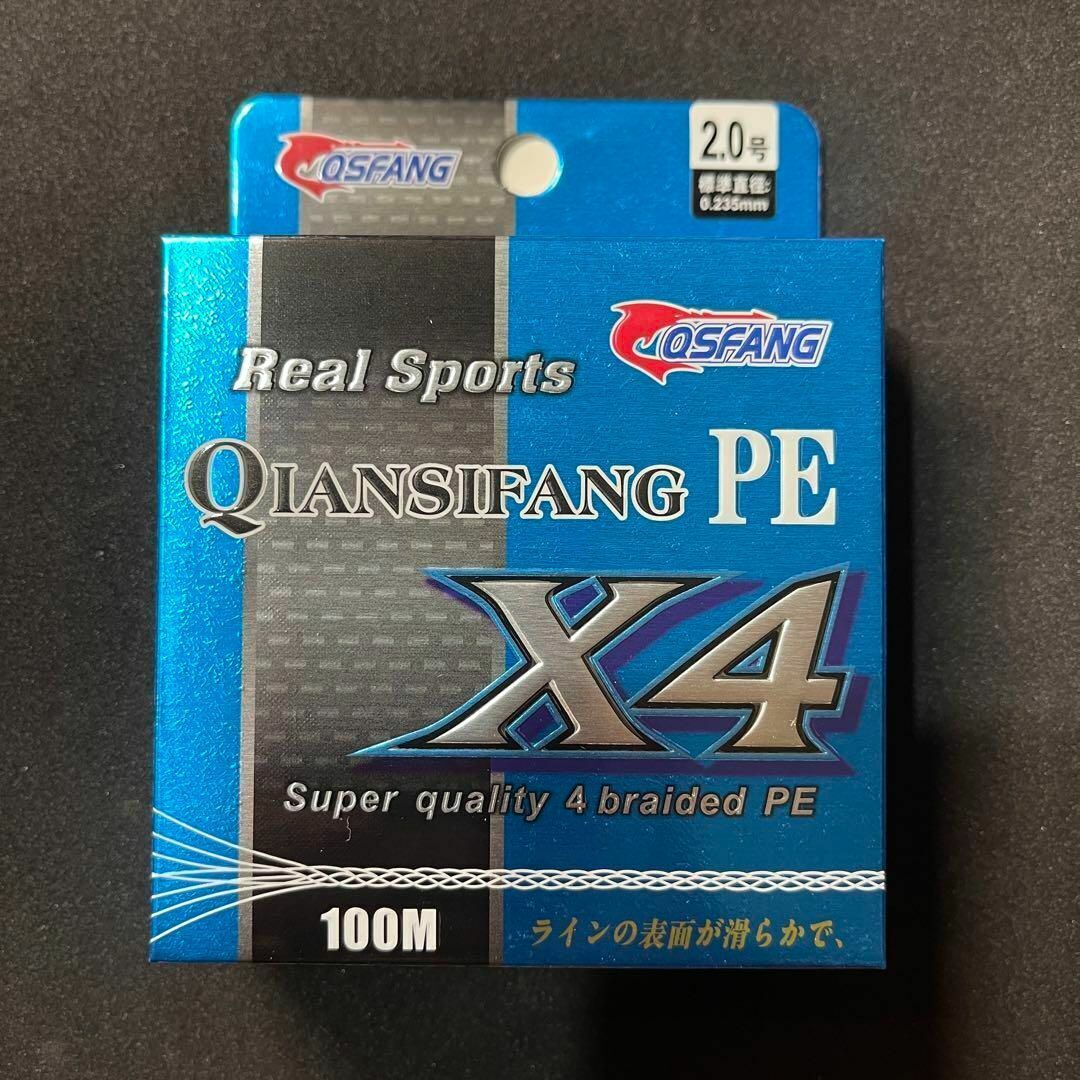 QSFANG
2.0号
標準直径:
0.235mm
QSFANG
Real Sports
QIANSIFANG PE
X4
Super quality 4 braided PE
100M
ラインの表面が滑らかで、